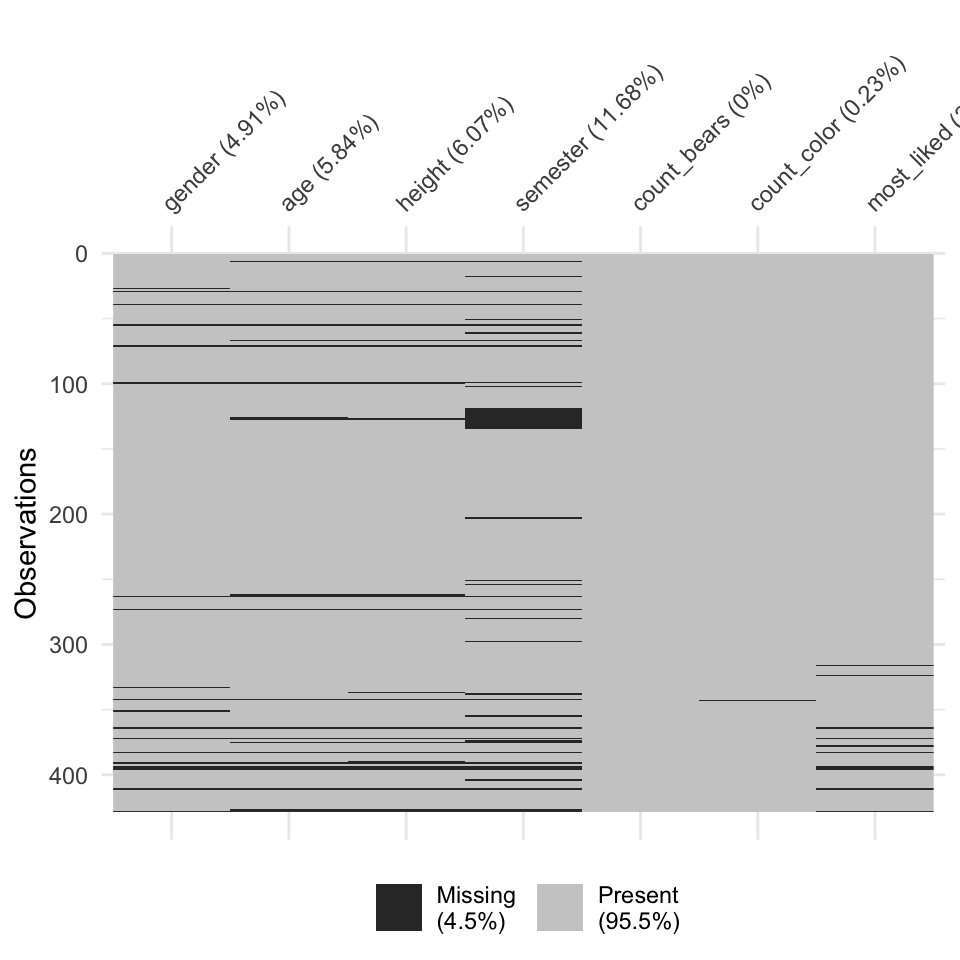 gender (4.91%)
age (5.84%)
height (6.07%)
semester (11.68%)
count_bears (0%)
count_color (0.23%)
most_liked
0
100
200
300
400
Observations
Missing
(4.5%)
Present
(95.5%)